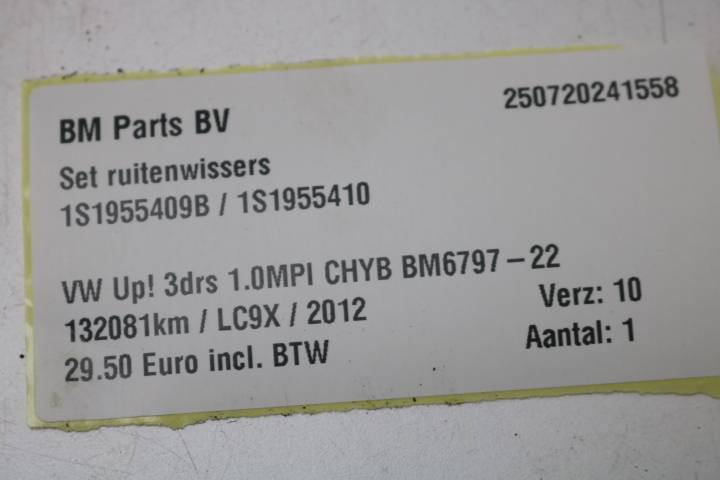 BM Parts BV 250720241558
Set ruitenwissers
1S1955409B / 1S1955410
VW Up! 3drs 1.0MPI CHYB BM6797-22
132081km / LC9X / 2012 Verz: 10
29.50 Euro incl. BTW Aantal: 1